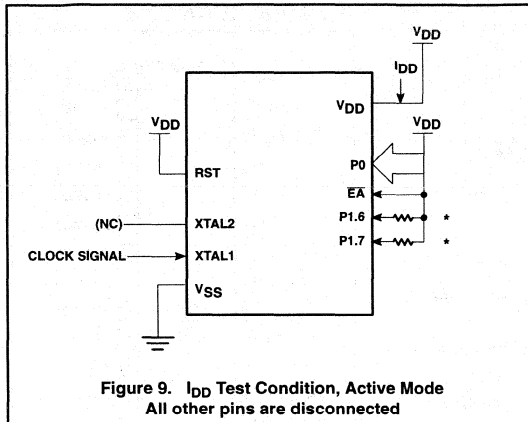 VDD
IDD
VDD
VDD
VDD
P0
RST
EA
(NC)
XTAL2
P1.6 *
CLOCK SIGNAL
XTAL1
P1.7 *
VSS
Figure 9. IDD Test Condition, Active Mode
All other pins are disconnected